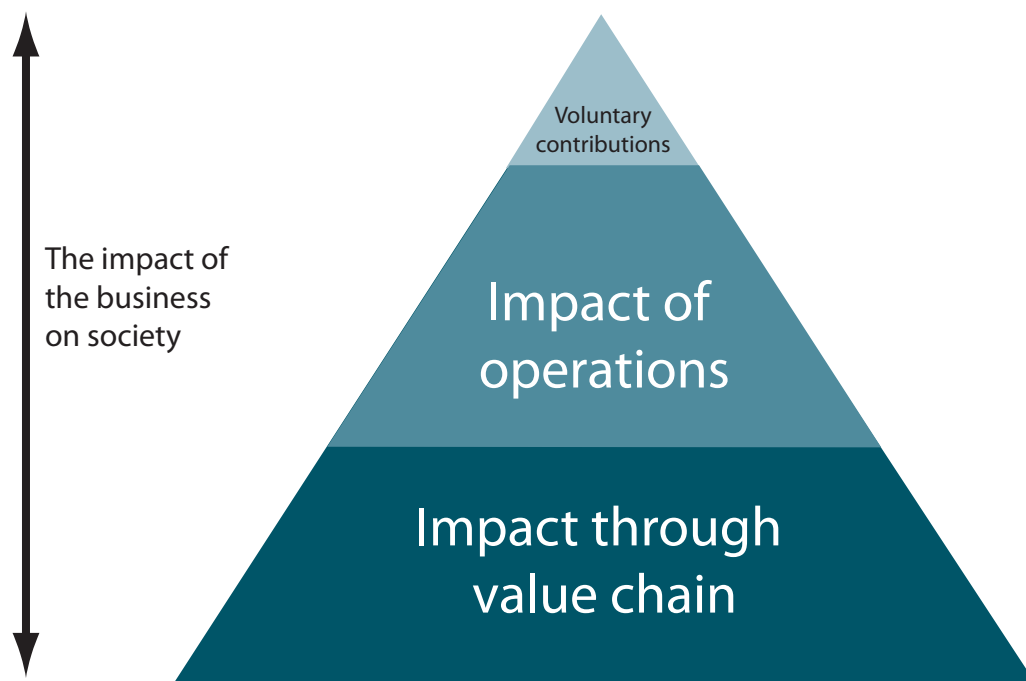 Voluntary
contributions
The impact of
the business
on society
Impact of
operations
Impact through
value chain